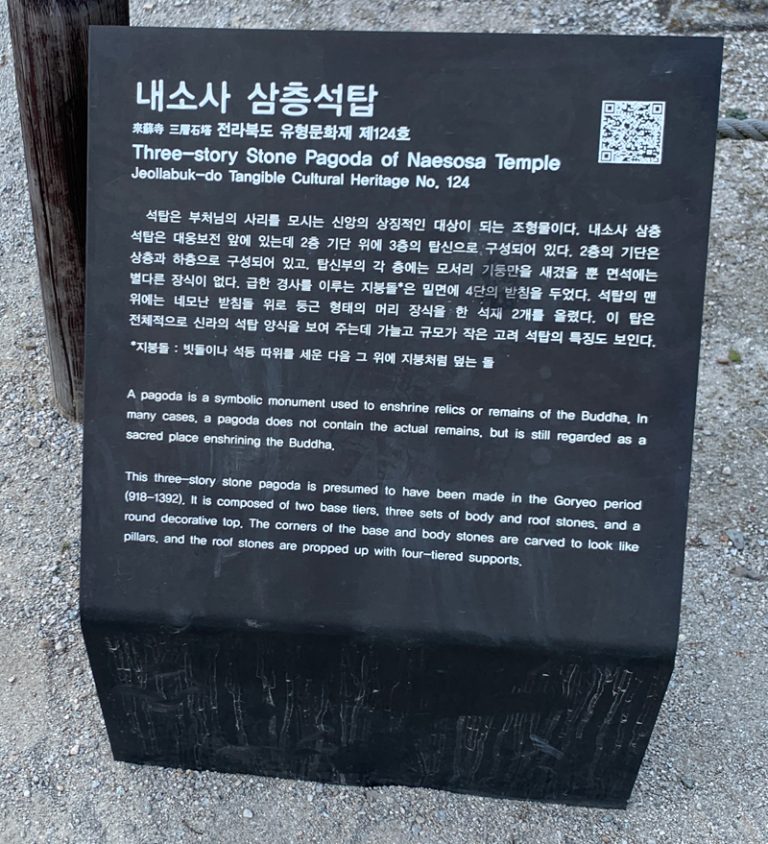 내소사 삼층석탑
來蘇寺 三層石塔 전라북도 유형문화재 제124호
Three-story Stone Pagoda of Naesosa Temple
Jeollabuk-do Tangible Cultural Heritage No. 124
석탑은 부처님의 사리를 모시는 신앙의 상징적인 대상이 되는 조형물이다. 내소사 삼층
석탑은 대웅보전 앞에 있는데 2층 기단 위에 3층의 탑신으로 구성되어 있다. 2층의 기단은
상층과 하층으로 구성되어 있고, 탑신부의 각 층에는 모서리 기둥만을 새겼을 뿐 면석에는
별다른 장식이 없다. 급한 경사를 이루는 지붕돌*은 밑면에 4단의 받침을 두었다. 석탑의 맨
위에는 네모난 받침돌 위로 둥근 형태의 머리 장식을 한 석재 2개를 올렸다. 이 탑은
전체적으로 신라의 석탑 양식을 보여 주는데 가늘고 규모가 작은 고려 석탑의 특징도 보인다.
*지붕돌 : 빗돌이나 석등 따위를 세운 다음 그 위에 지붕처럼 덮는 돌
A pagoda is a symbolic monument used to enshrine relics or remains of the Buddha. In
many cases, a pagoda does not contain the actual remains, but is still regarded as a
sacred place enshrining the Buddha.
This three-story stone pagoda is presumed to have been made in the Goryeo period
(918-1392). It is composed of two base tiers, three sets of body and roof stones, and a
round decorative top. The corners of the base and body stones are carved to look like
pillars, and the roof stones are propped up with four-tiered supports.